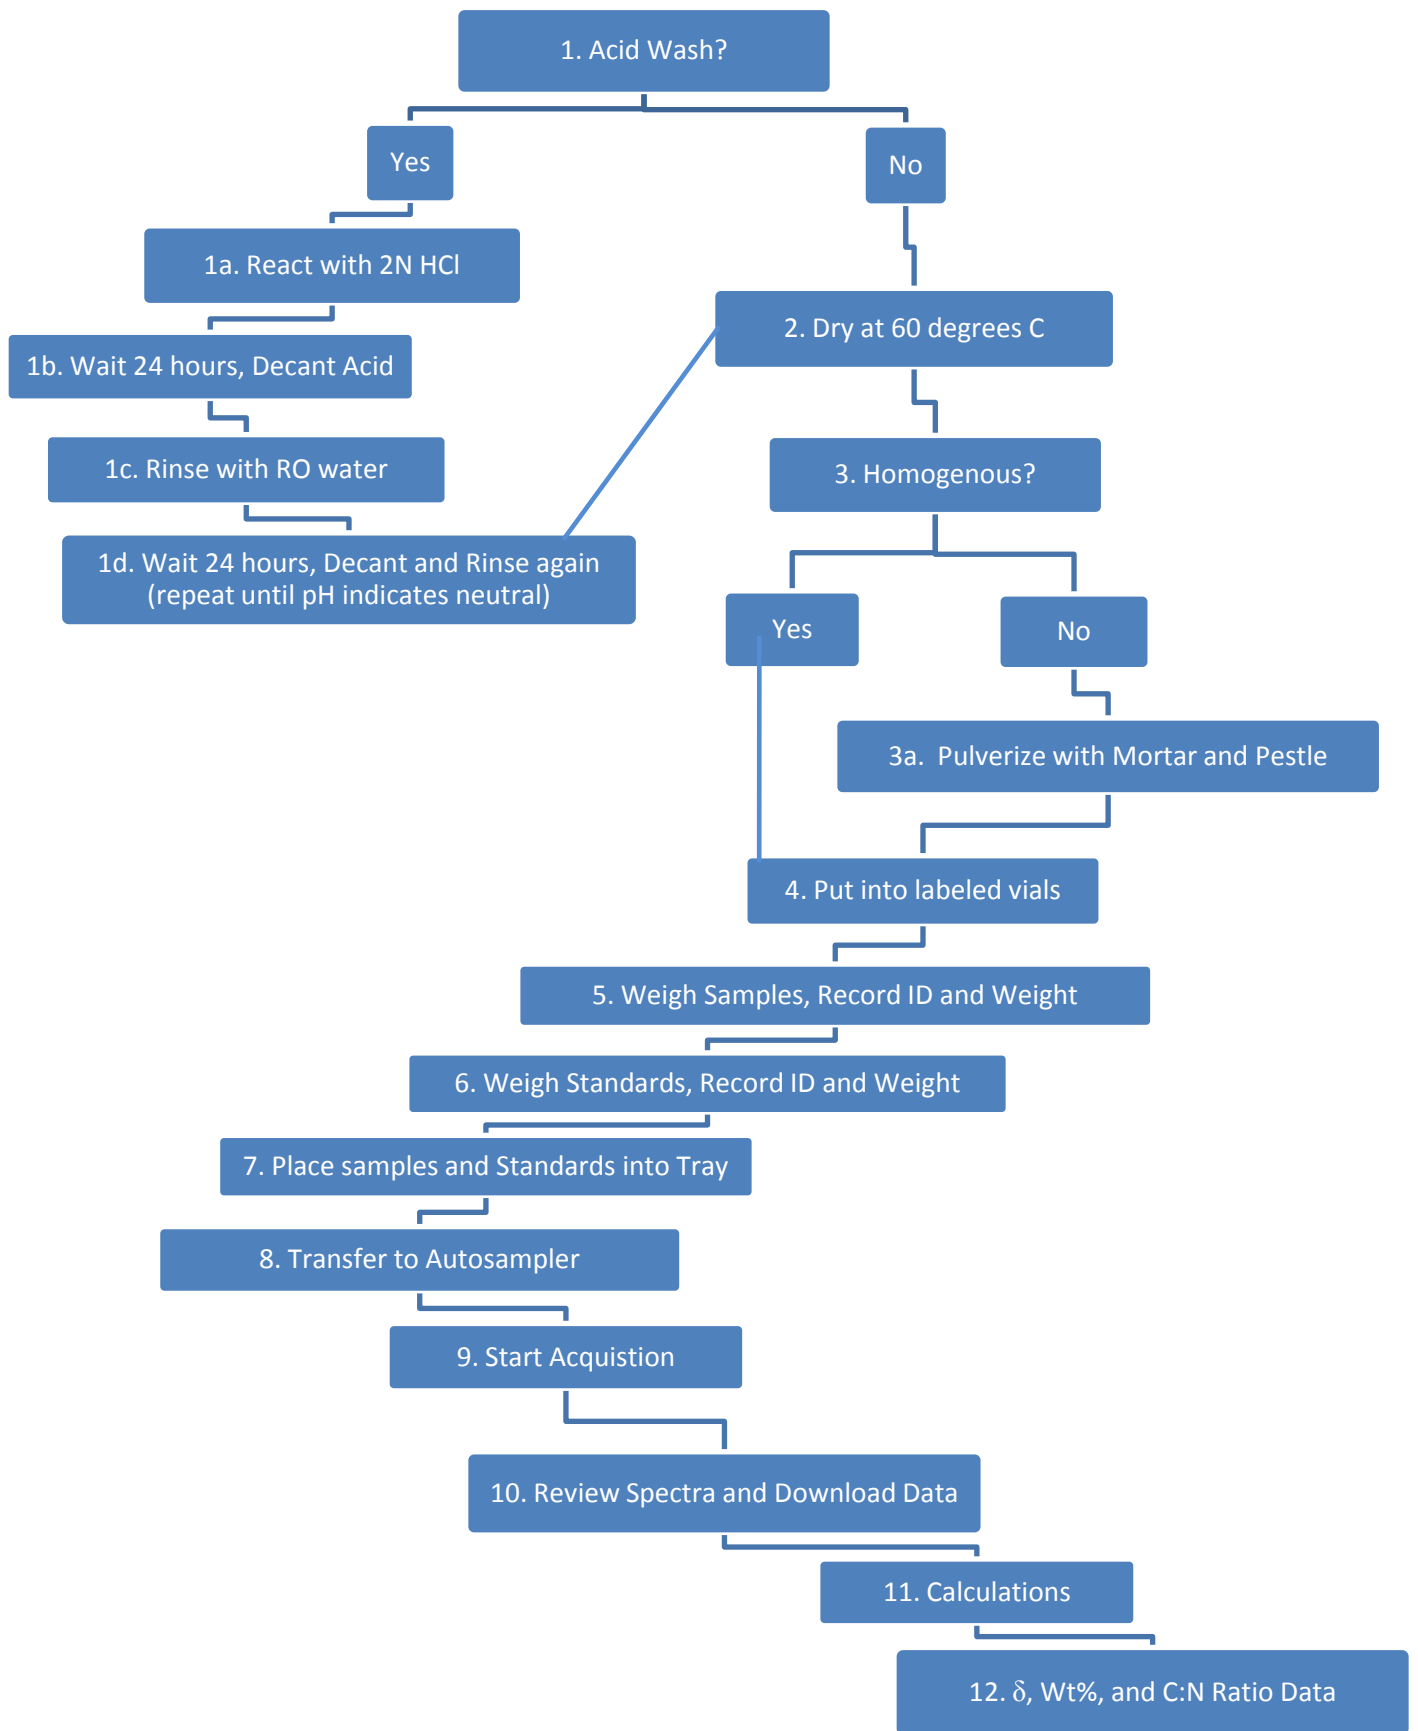 1. Acid Wash?
Yes
No
1a. React with 2N HCl
2. Dry at 60 degrees C
1b. Wait 24 hours, Decant Acid
1c. Rinse with RO water
3. Homogenous?
1d. Wait 24 hours, Decant and Rinse again
(repeat until pH indicates neutral)
Yes
No
3a. Pulverize with Mortar and Pestle
4. Put into labeled vials
5. Weigh Samples, Record ID and Weight
6. Weigh Standards, Record ID and Weight
7. Place samples and Standards into Tray
8. Transfer to Autosampler
9. Start Acquistion
10. Review Spectra and Download Data
11. Calculations
12. δ, Wt%, and C:N Ratio Data